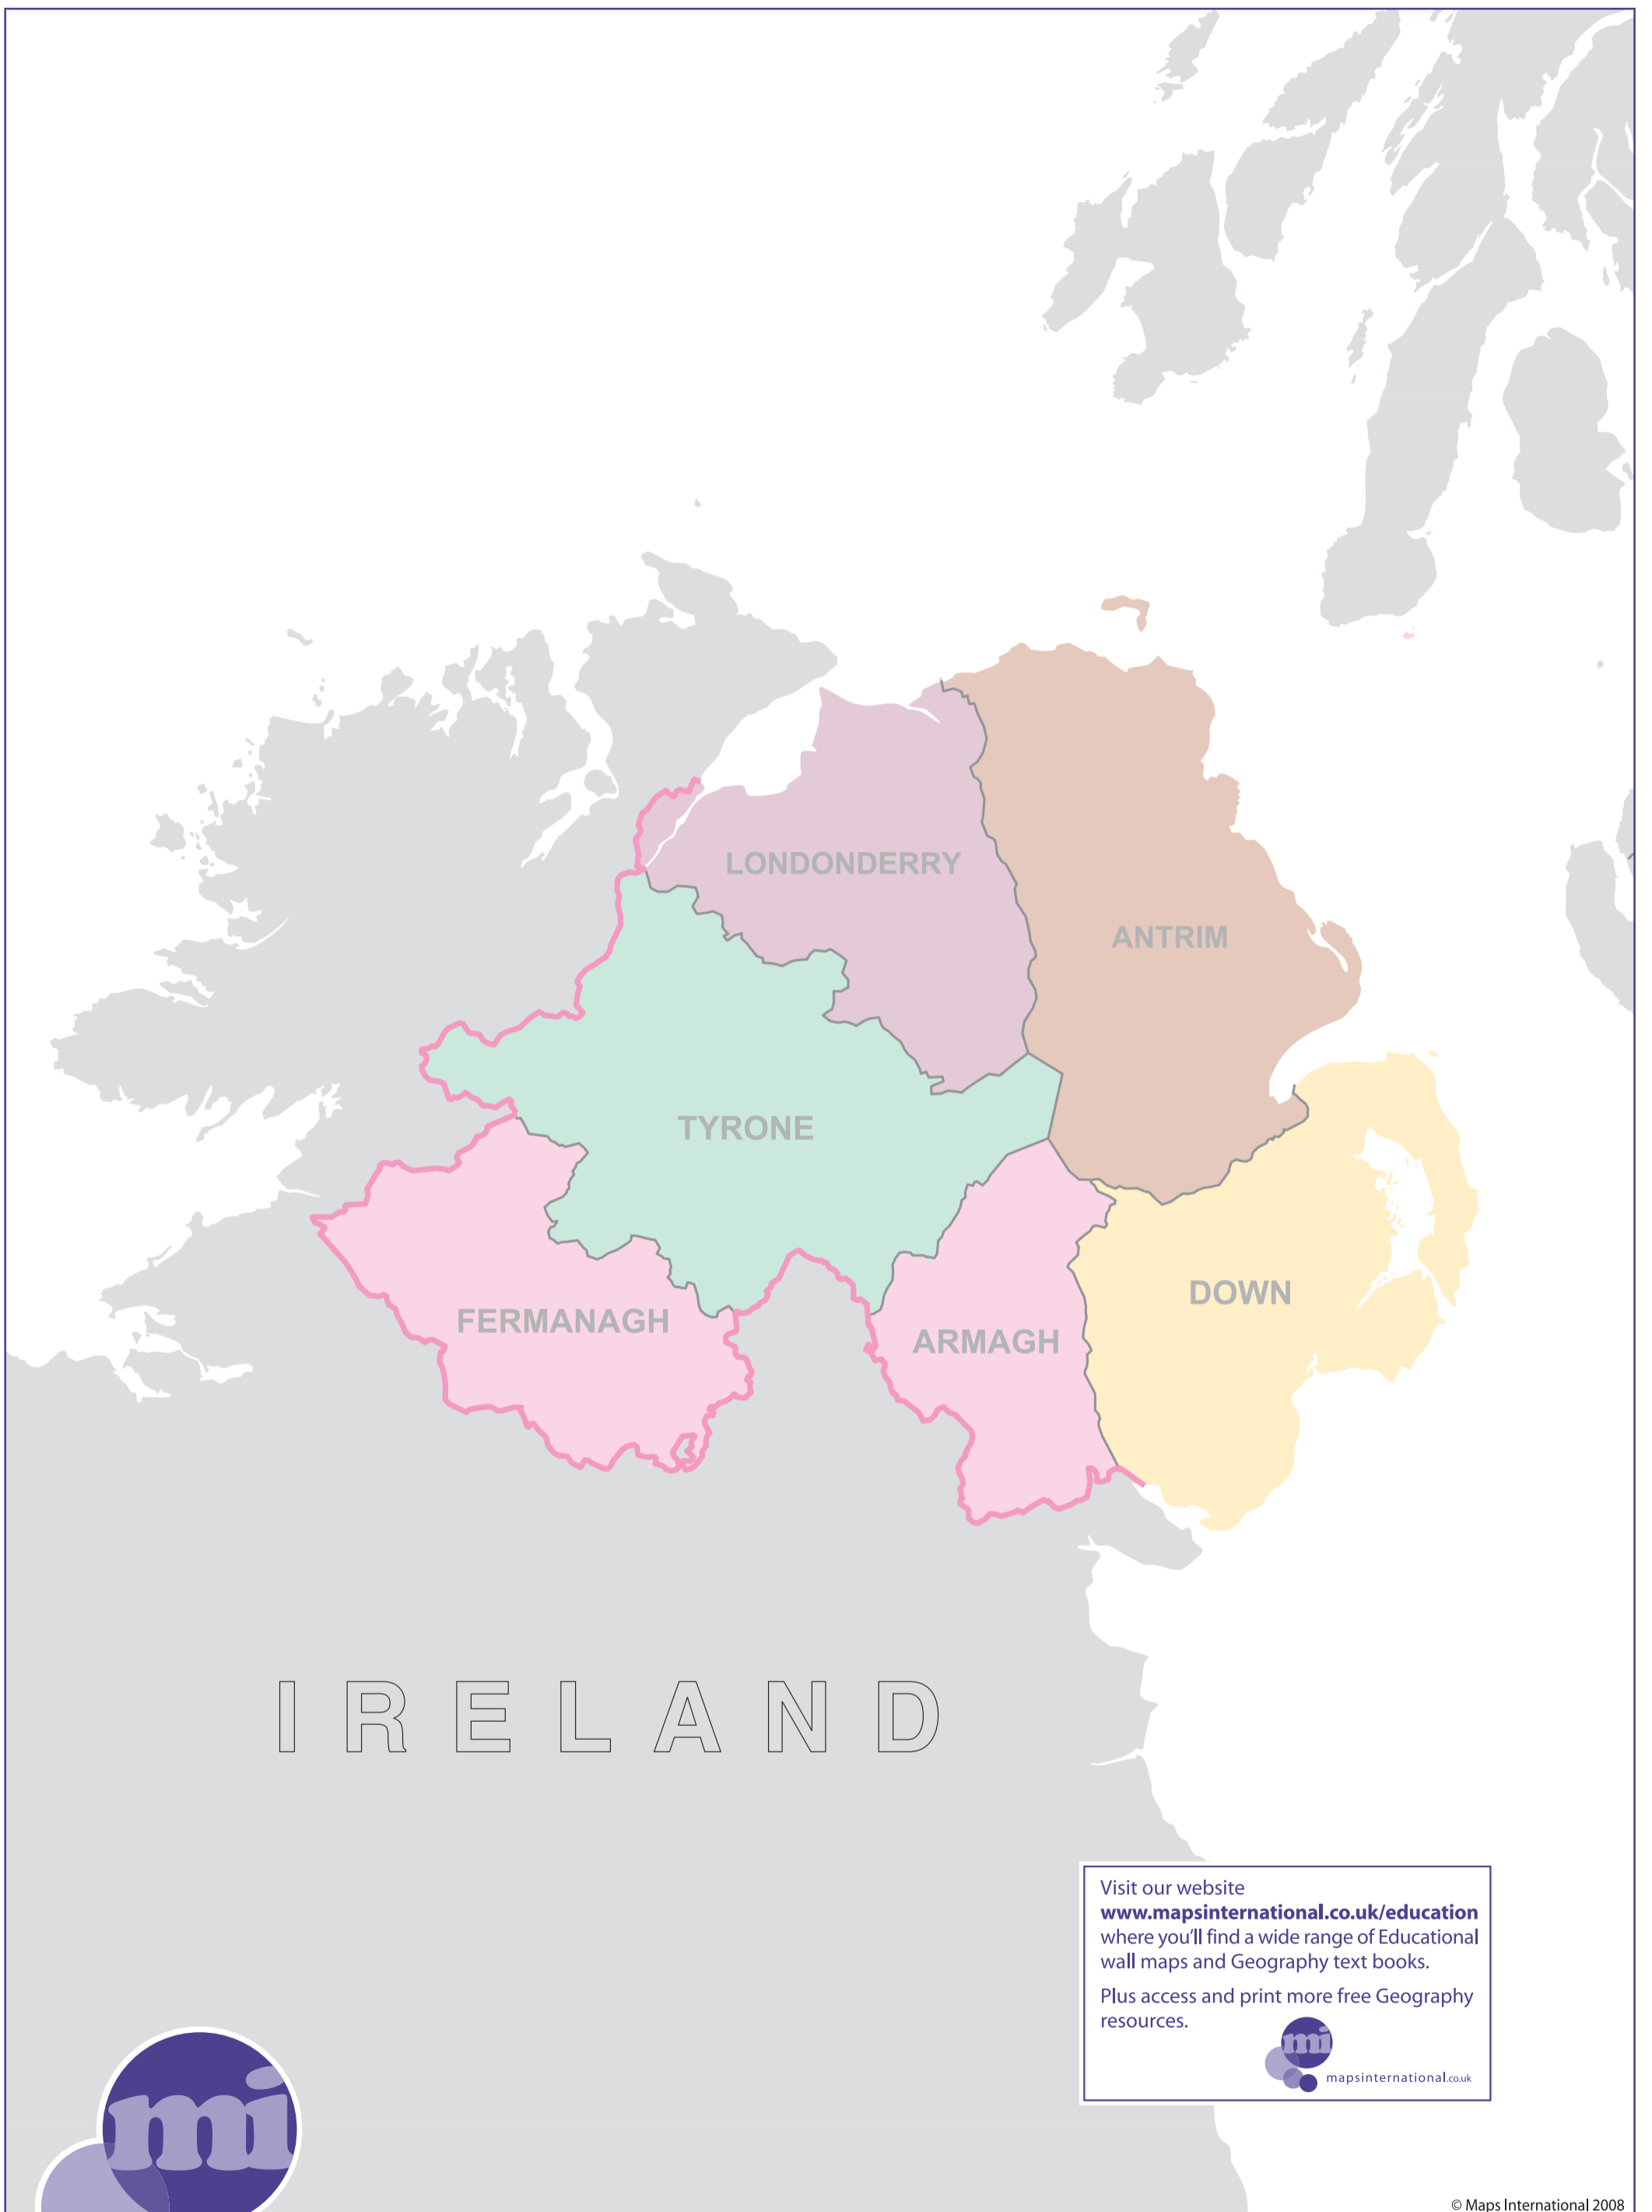 LONDONDERRY
ANTRIM
TYRONE
DOWN
FERMANAGH
ARMAGH
IRELAND
Visit our website
www.mapsinternational.co.uk/education
where you'll find a wide range of Educational
wall maps and Geography text books.
Plus access and print more free Geography
resources.
mi
mapsinternational.co.uk
mi
© Maps International 2008